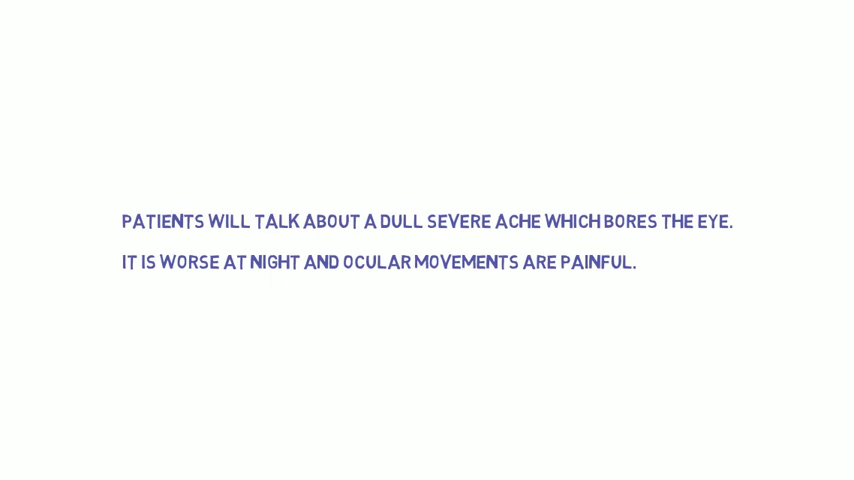 PATIENTS WILL TALK ABOUT A DULL SEVERE ACHE WHICH BORES THE EYE.
IT IS WORSE AT NIGHT AND OCULAR MOVEMENTS ARE PAINFUL.